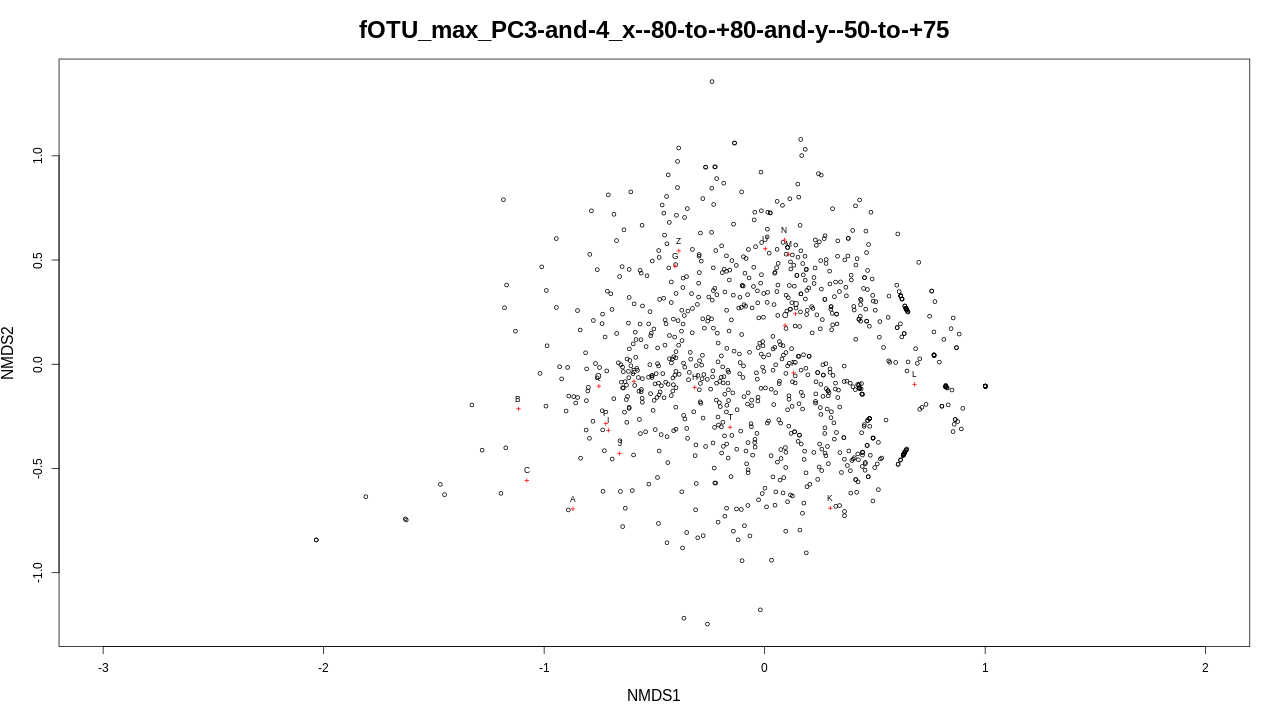 fOTU_max_PC3-and-4_x--80-to-+80-and-y--50-to-+75
NMDS2
1.0
0.5
0.0
-0.5
-1.0
N
Z
G
L
B
T
C
A
K
-3
-2
-1
0
1
2
NMDS1